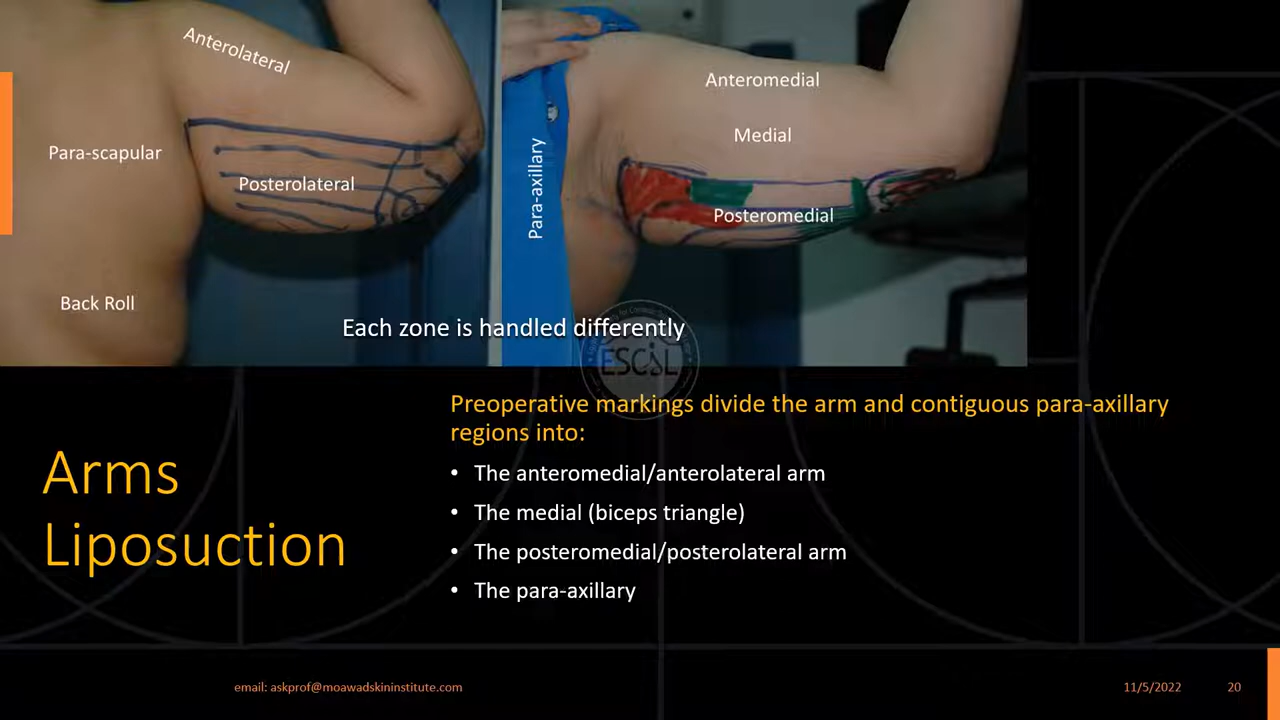 Anterolateral
Para-scapular
Posterolateral
Back Roll
Para-axillary
Anteromedial
Medial
Posteromedial
Each zone is handled differently
ESCSL
Arms
Liposuction
Preoperative markings divide the arm and contiguous para-axillary
regions into:
• The anteromedial/anterolateral arm
• The medial (biceps triangle)
• The posteromedial/posterolateral arm
• The para-axillary
email: askprof@moawadskininstitute.com
11/5/2022
20